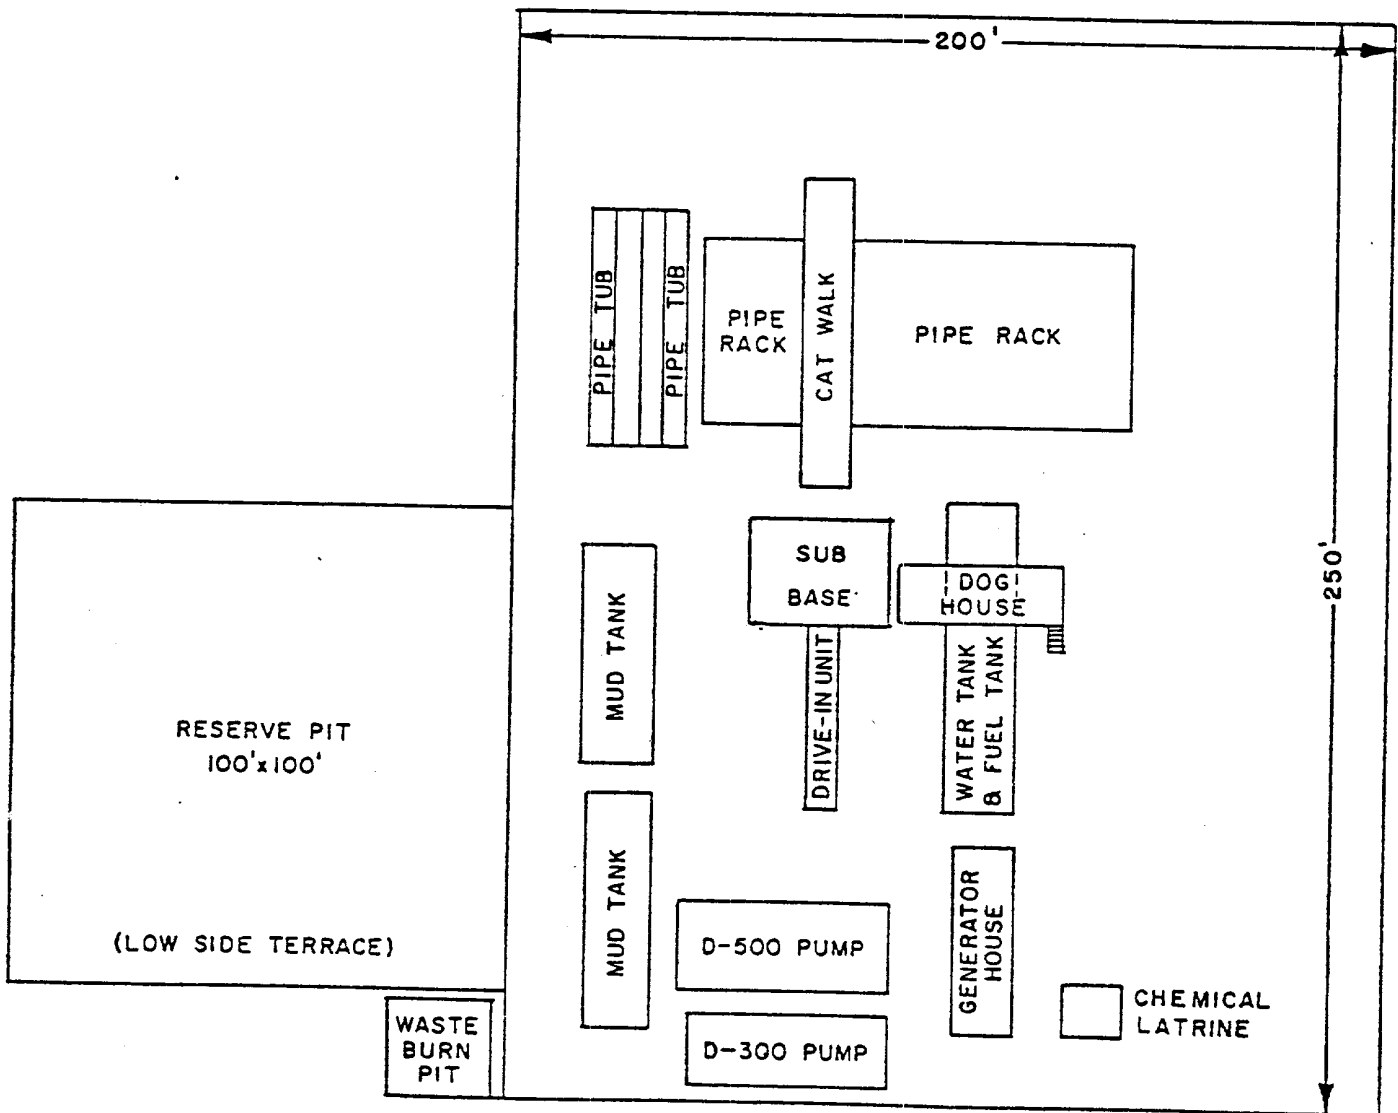 200'
PIPE TUB
PIPE TUB
PIPE
RACK
CAT WALK
PIPE RACK
250'
SUB
BASE
DOG
HOUSE
MUD TANK
DRIVE-IN UNIT
WATER TANK
& FUEL TANK
RESERVE PIT
100'x100'
(LOW SIDE TERRACE)
MUD TANK
D-500 PUMP
GENERATOR
HOUSE
CHEMICAL
LATRINE
WASTE
BURN
PIT
D-300 PUMP